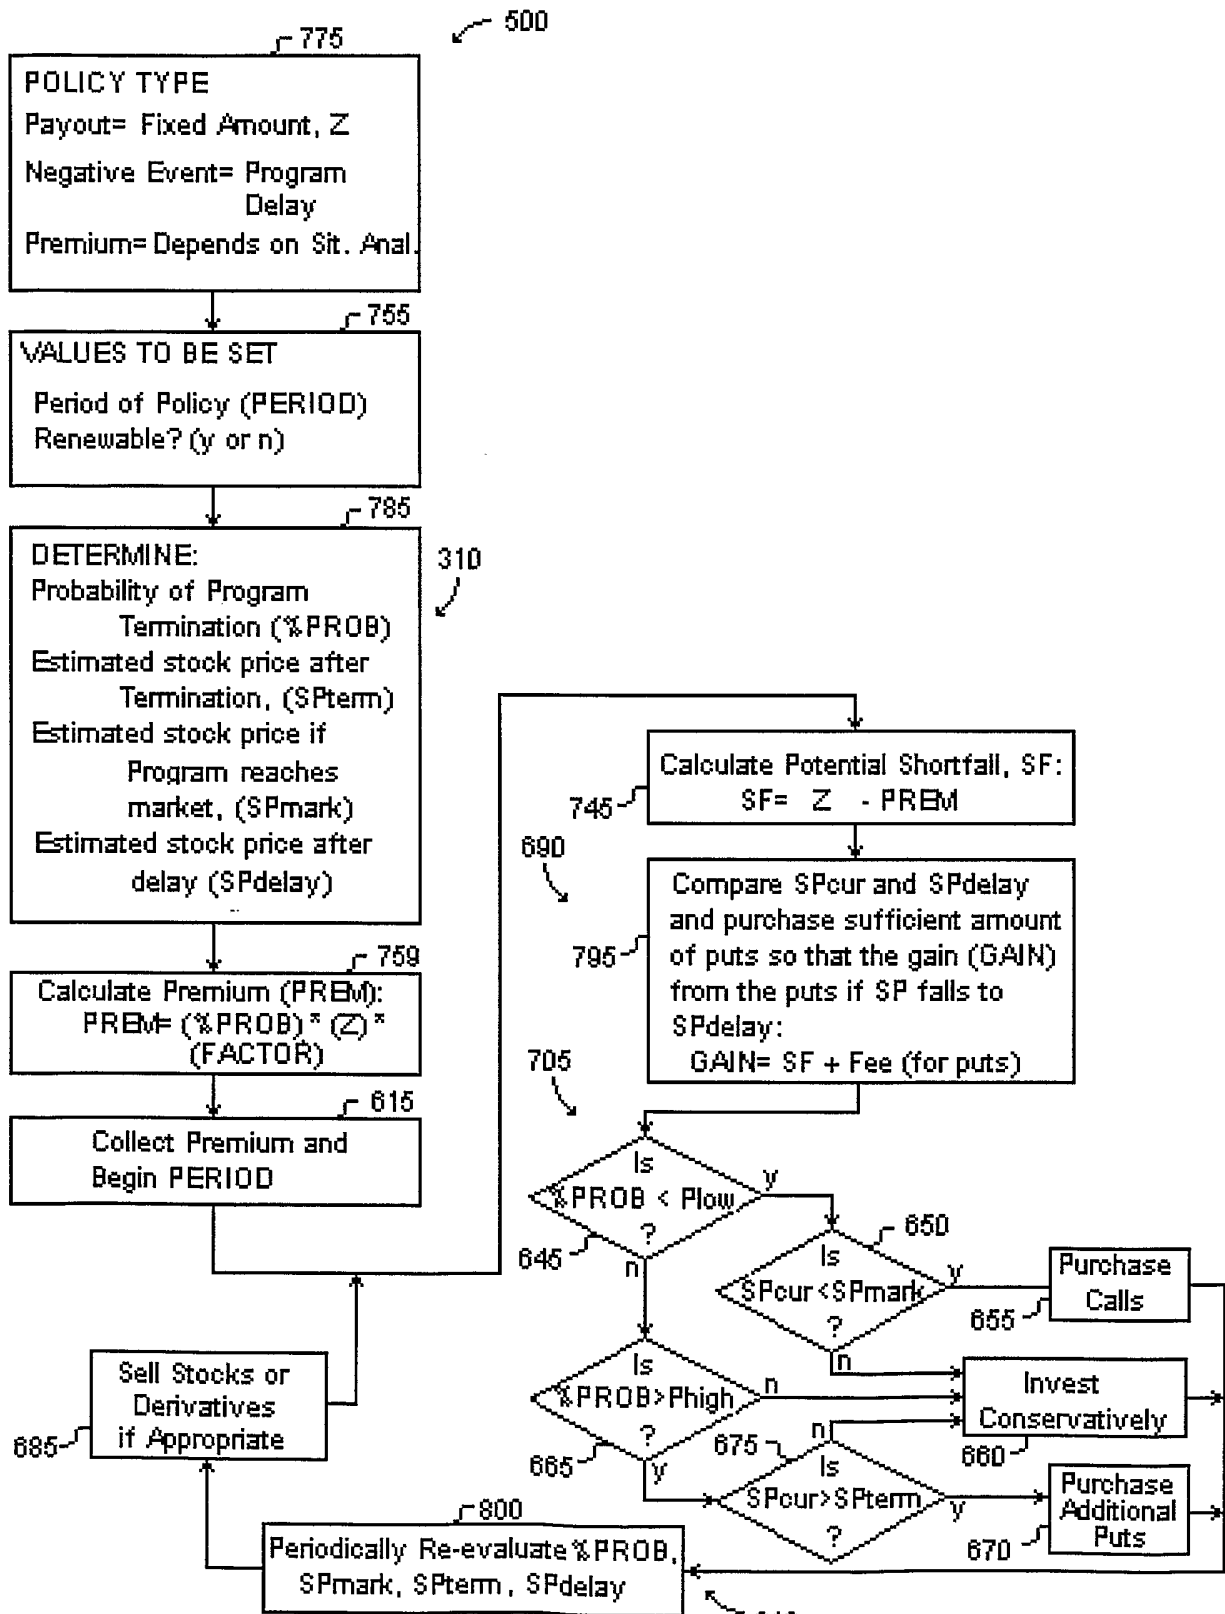 500
775
POLICY TYPE
Payout= Fixed Amount, Z
Negative Event= Program
Delay
Premium= Depends on Sit. Anal.
755
VALUES TO BE SET
Period of Policy (PERIOD)
Renewable? (y or n)
785
DETERMINE:
Probability of Program
Termination (%PROB)
Estimated stock price after
Termination, (SPterm)
Estimated stock price if
Program reaches
market, (SPmark)
Estimated stock price after
delay (SPdelay)
310
759
Calculate Premium (PREM):
PREM= (%PROB) * (Z) *
(FACTOR)
615
Collect Premium and
Begin PERIOD
Calculate Potential Shortfall, SF:
SF= Z - PREM
745
690
Compare SPcur and SPdelay
and purchase sufficient amount
of puts so that the gain (GAIN)
from the puts if SP falls to
SPdelay:
GAIN= SF + Fee (for puts)
795
705
Is
%PROB < Plow
?
y
n
645
650
Is
SPcur<SPmark
?
y
n
Purchase
Calls
655
Is
%PROB>Phigh
?
n
y
665
Invest
Conservatively
660
675
n
Is
SPcur>SPterm
?
y
Purchase
Additional
Puts
670
Sell Stocks or
Derivatives
if Appropriate
685
800
Periodically Re-evaluate %PROB,
SPmark, SPterm, SPdelay